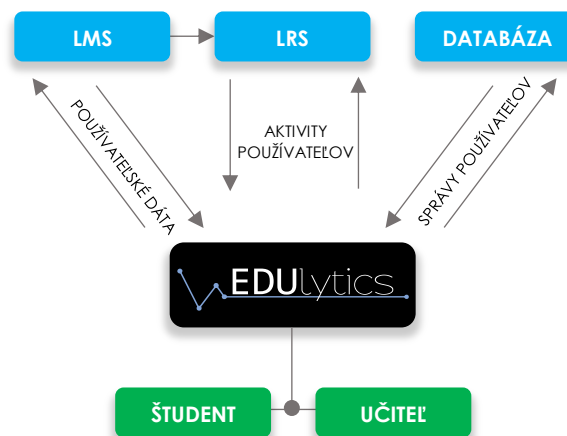 LMS
LRS
DATABÁZA
POUŽÍVATEĽSKÉ DÁTA
AKTIVITY
POUŽÍVATEĽOV
SPRÁVY POUŽÍVATEĽOV
EDUlytics
ŠTUDENT
UČITEĽ